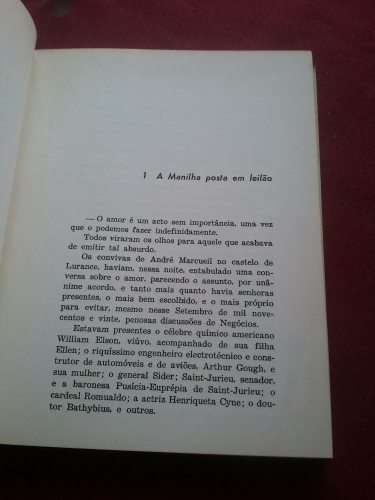 1 A Manilha posta em leilão
— O amor é um acto sem importância, uma vez
que o podemos fazer indefinidamente.
Todos viraram os olhos para aquele que acabava
de emitir tal absurdo.
Os convivas de André Marcueil no castelo de
Lurance, haviam, nessa noite, entabulado uma con-
versa sobre o amor, parecendo o assunto, por unâ-
nime acordo, e tanto mais quanto havia senhoras
presentes, o mais bem escolhido, e o mais próprio
para evitar, mesmo nesse Setembro de mil nove-
centos e vinte, penosas discussões de Negócios.
Estavam presentes o célebre químico americano
William Elson, viúvo, acompanhado de sua filha
Ellen; o riquíssimo engenheiro electrotécnico e cons-
trutor de automóveis e de aviões, Arthur Gough, e
sua mulher; o general Sider; Saint-Jurieu, senador,
e a baronesa Pusícia-Euprépia de Saint-Jurieu; o
cardeal Romualdo; a actriz Henriqueta Cyne; o dou-
tor Bathybius, e outros.